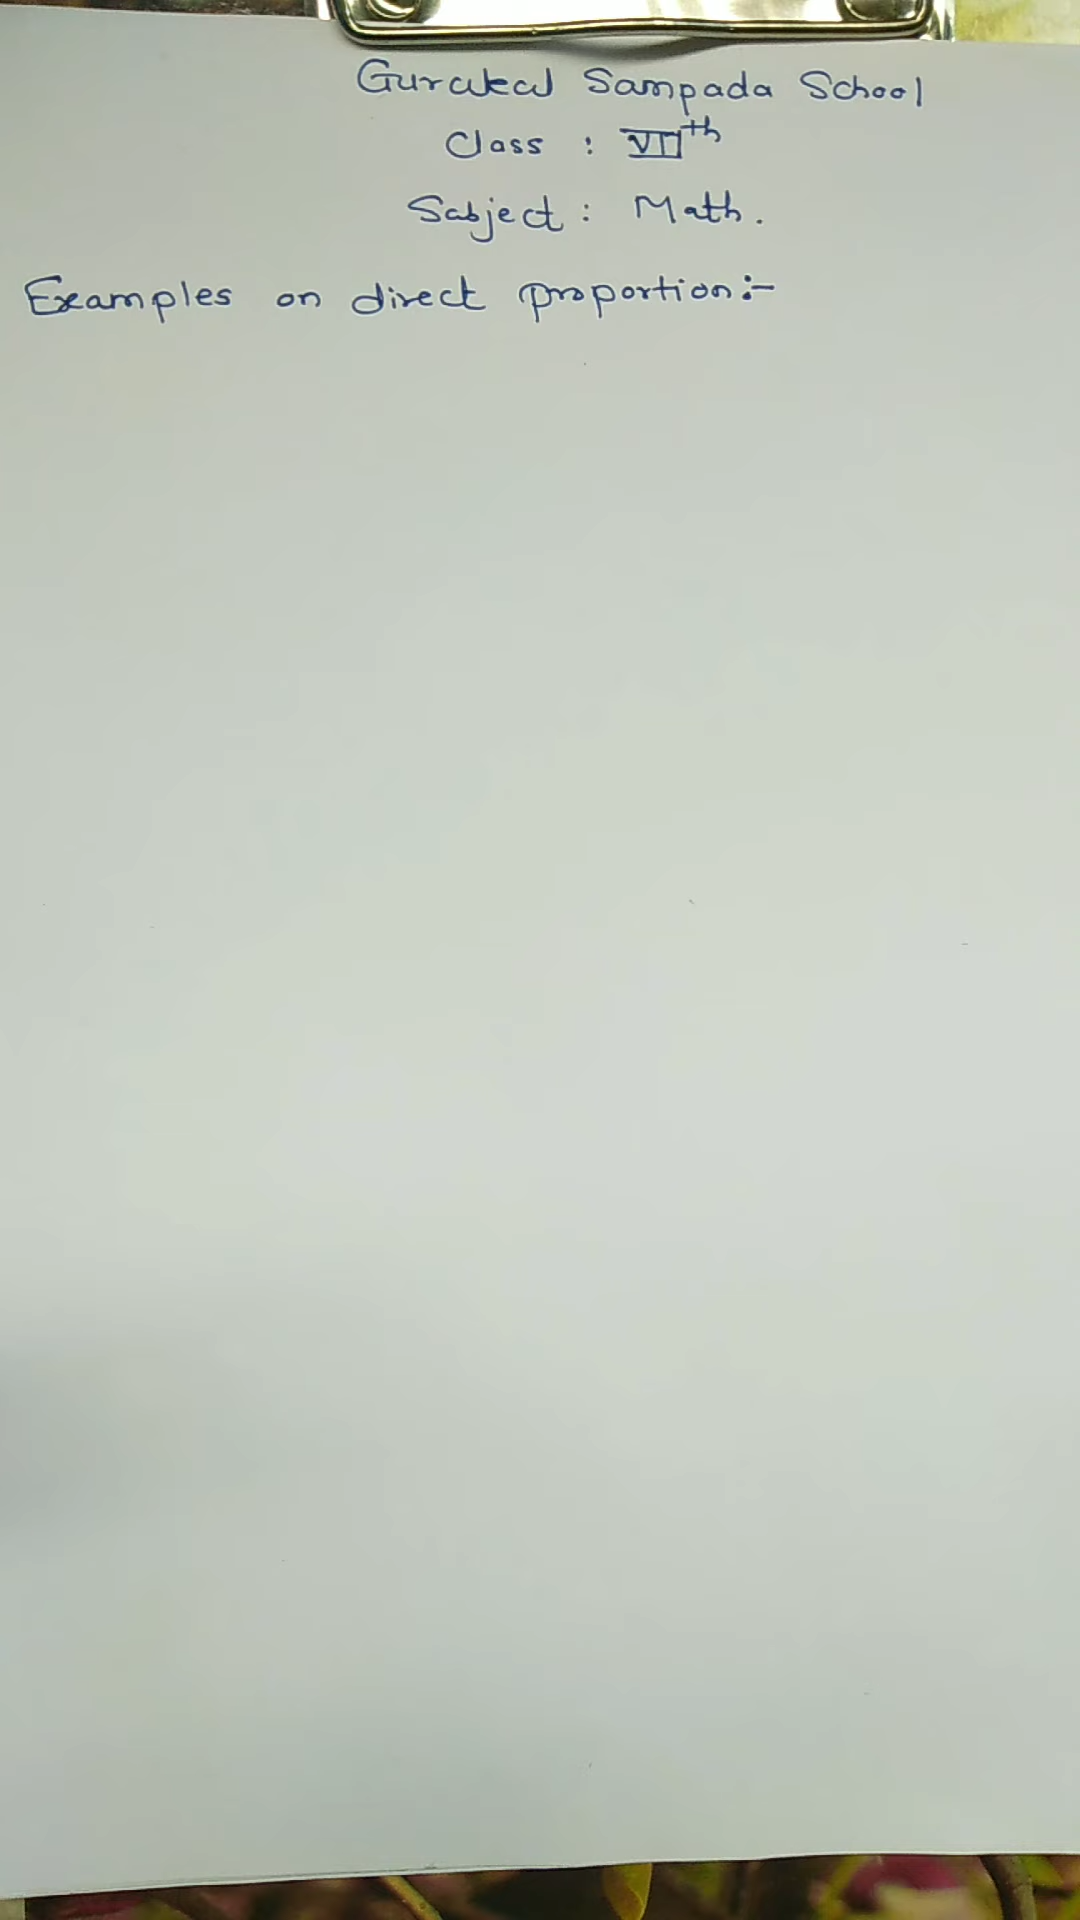 Gurukul Sampada School
Class : VIIth
Subject : Math.
Examples on direct proportion:-